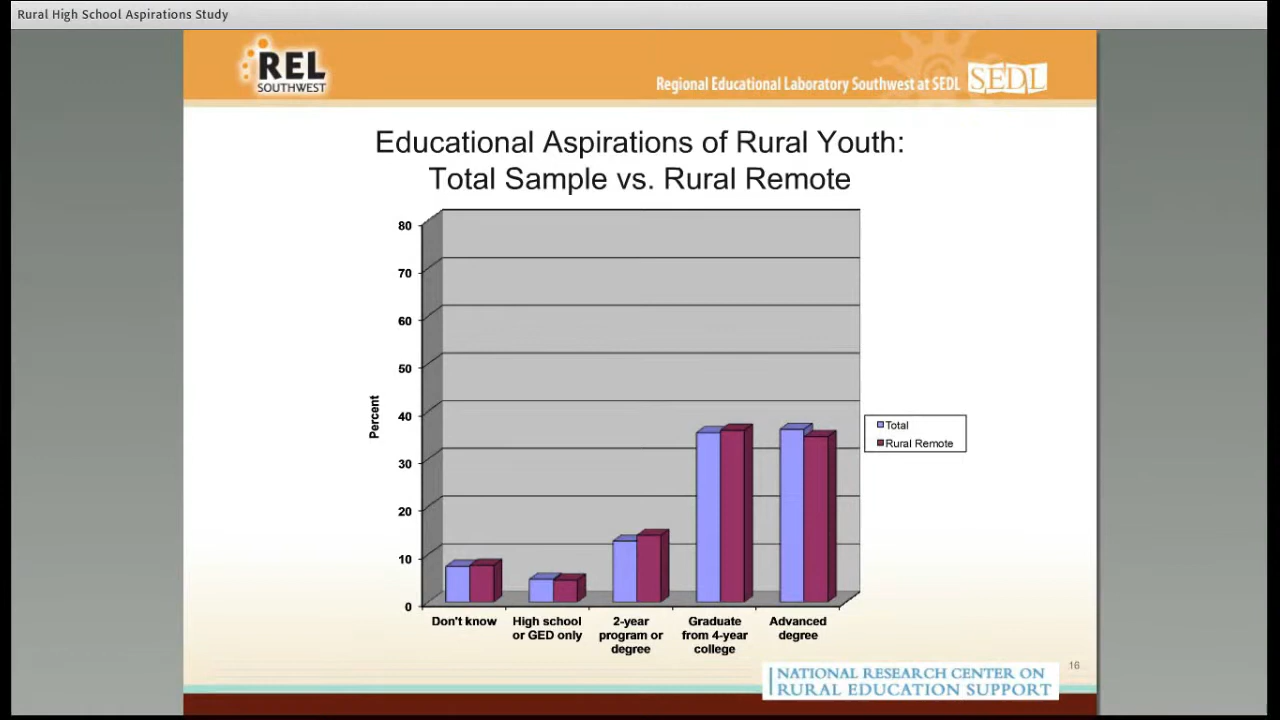 Rural High School Aspirations Study
REL
SOUTHWEST
Regional Educational Laboratory Southwest at SEDL
SEDL
Educational Aspirations of Rural Youth:
Total Sample vs. Rural Remote
80
70
60
50
40
30
20
10
0
Percent
Total
Rural Remote
Don't know
High school
or GED only
2-year
program or
degree
Graduate
from 4-year
college
Advanced
degree
16
NATIONAL RESEARCH CENTER ON
RURAL EDUCATION SUPPORT